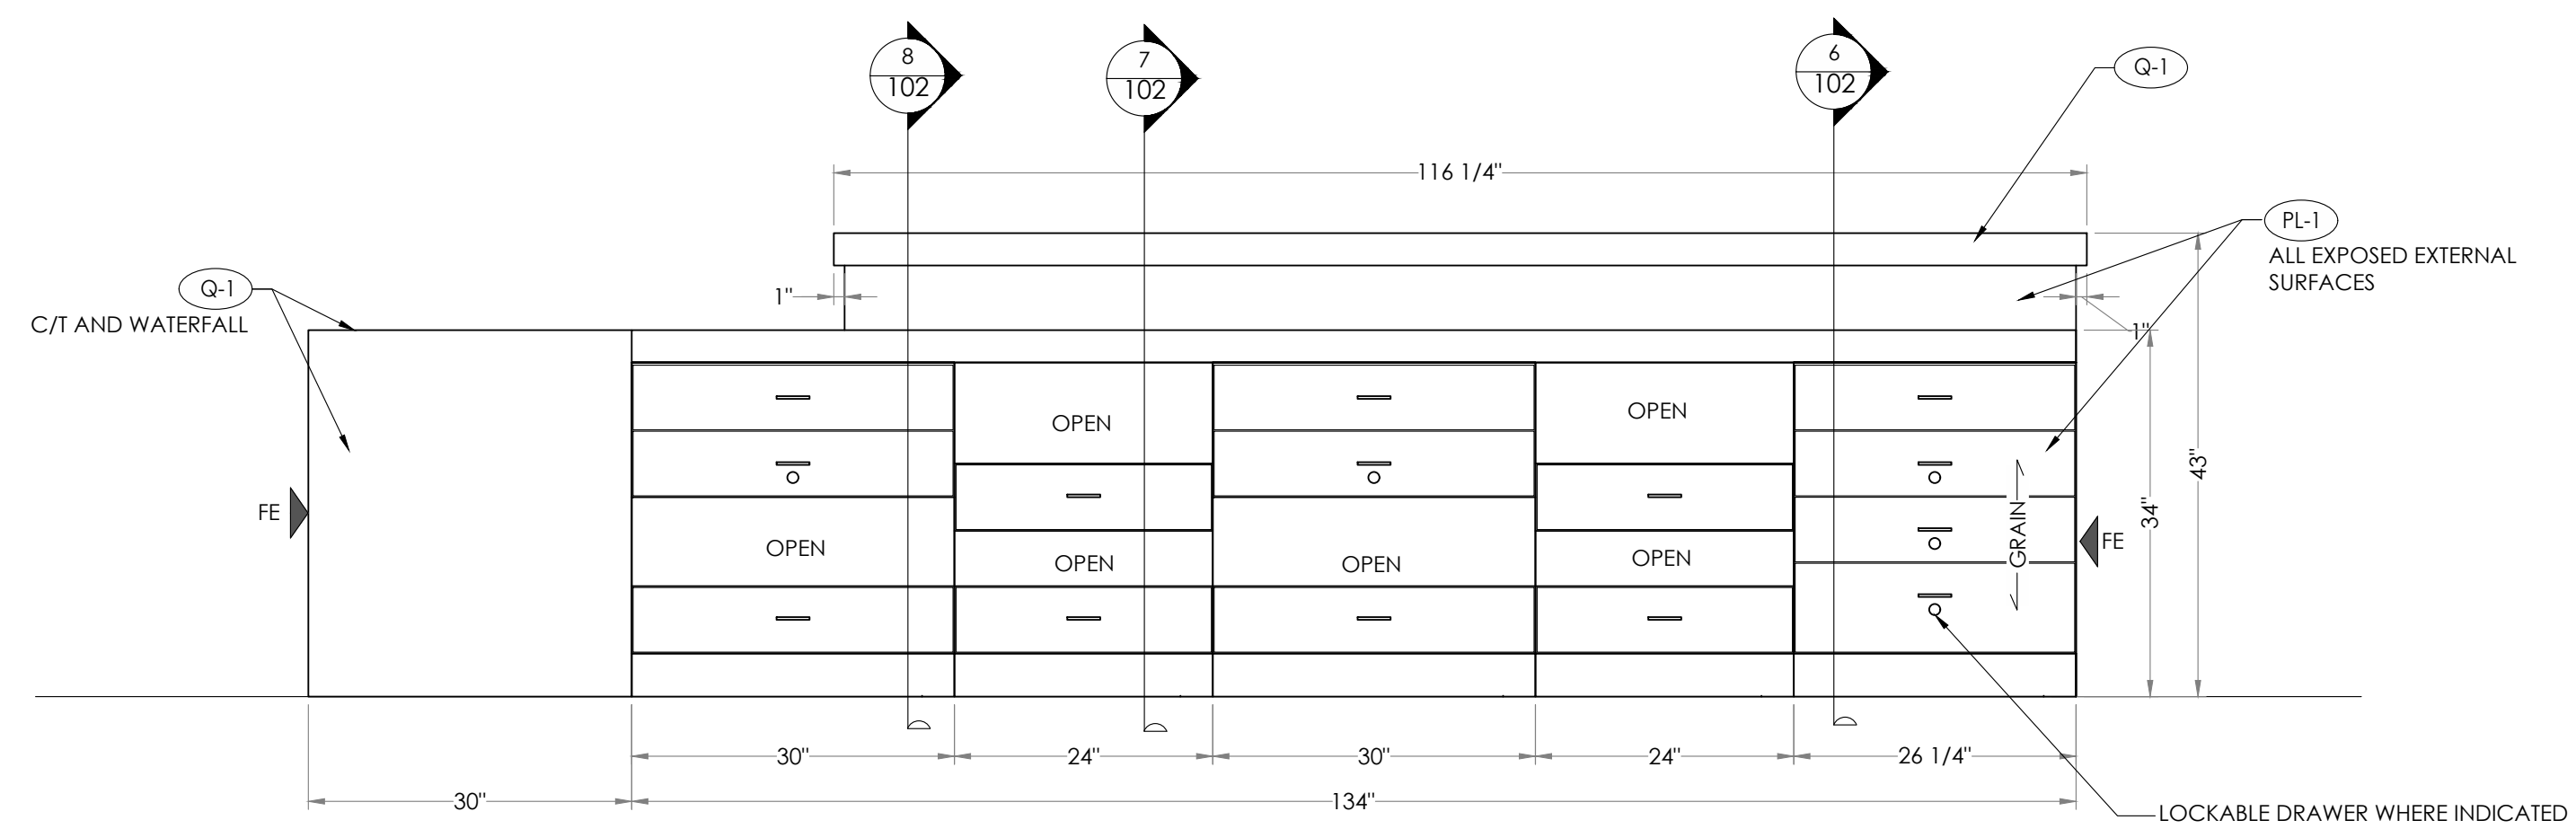 8
102
7
102
6
102
Q-1
116 1/4"
PL-1
ALL EXPOSED EXTERNAL
SURFACES
Q-1
C/T AND WATERFALL
1"
1"
OPEN
OPEN
43"
34"
FE
GRAIN
FE
OPEN
OPEN
OPEN
OPEN
30"
24"
30"
24"
26 1/4"
30"
134"
LOCKABLE DRAWER WHERE INDICATED